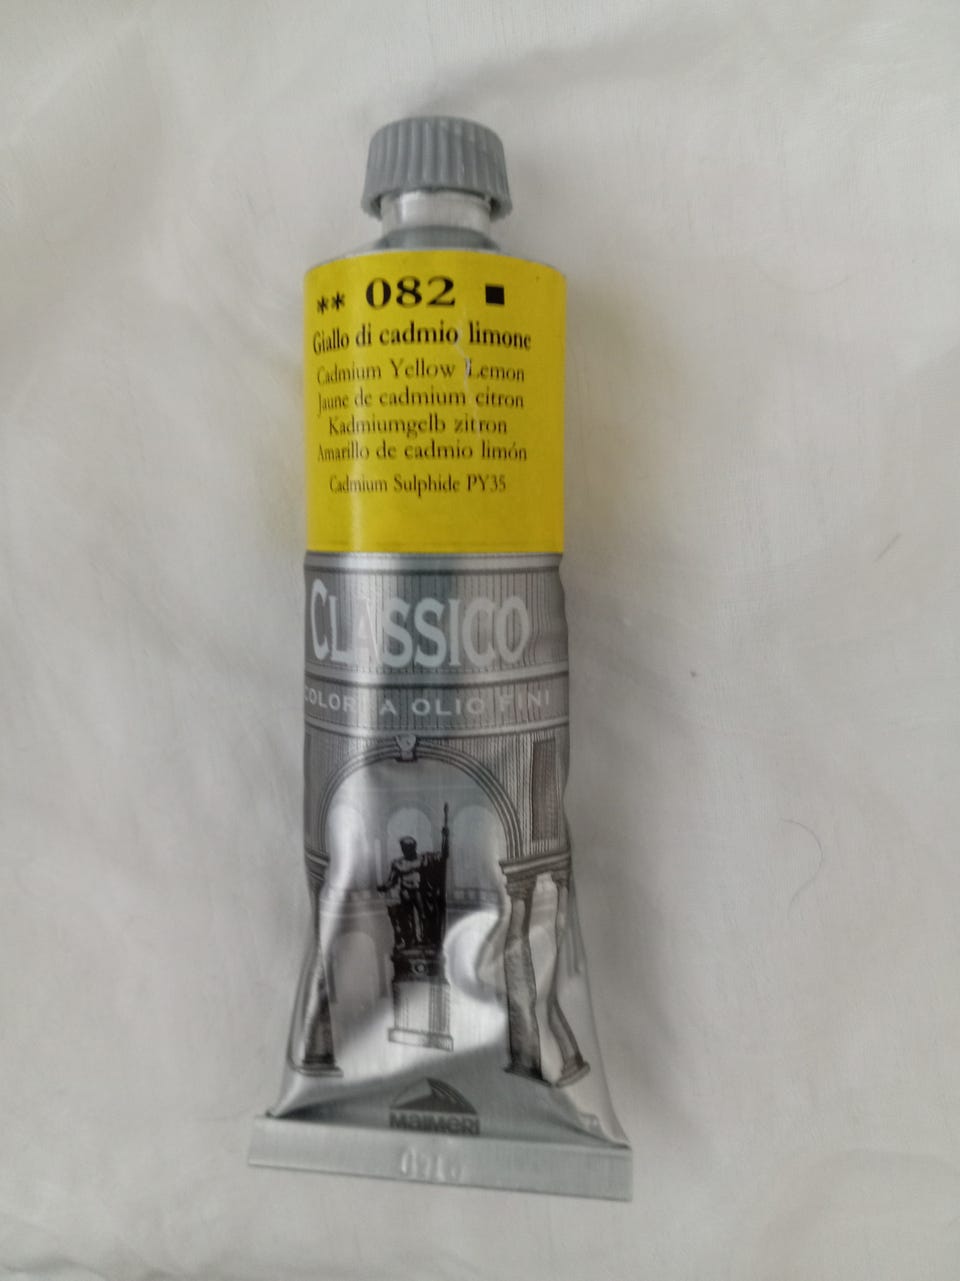 ** 082 ■
Giallo di cadmio limone
Cadmium Yellow Lemon
Jaune de cadmium citron
Kadmiumgelb zitron
Amarillo de cadmio limón
Cadmium Sulphide PY35
CLASSICO
COLORI A OLIO FINI
MAIMERI